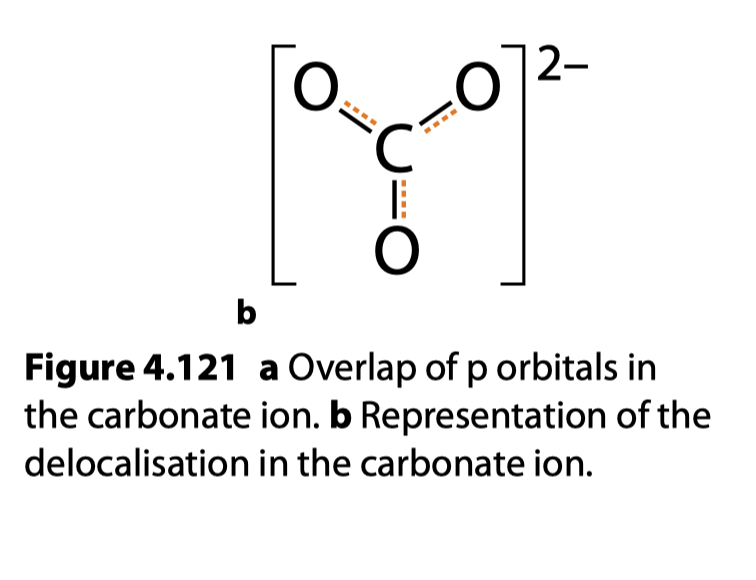 O O 2–
C
O
b
Figure 4.121 a Overlap of p orbitals in
the carbonate ion. b Representation of the
delocalisation in the carbonate ion.